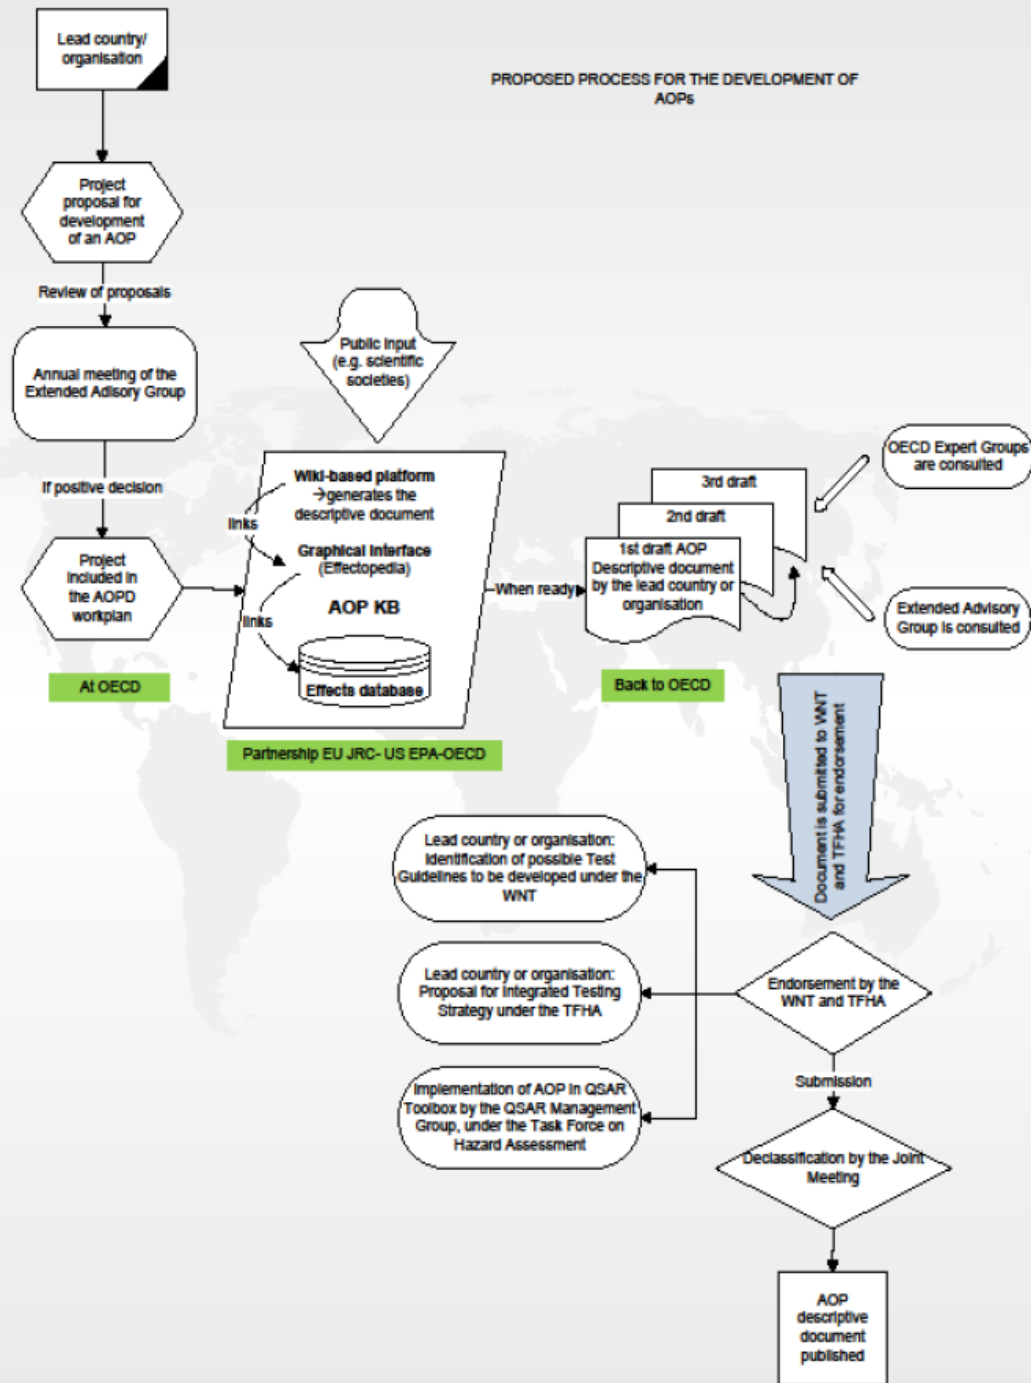 Lead country/
organisation
PROPOSED PROCESS FOR THE DEVELOPMENT OF
AOPs
Project
proposal for
development
of an AOP
Review of proposals
Annual meeting of the
Extended Adisory Group
If positive decision
Project
included in
the AOPD
workplan
At OECD
Public input
(e.g. scientific
societies)
Wiki-based platform
→generates the
descriptive document
links
Graphical interface
(Effectopedia)
AOP KB
links
Effects database
Partnership EU JRC- US EPA-OECD
When ready
3rd draft
2nd draft
1st draft AOP
Descriptive document
by the lead country or
organisation
Back to OECD
OECD Expert Groups
are consulted
Extended Advisory
Group is consulted
Document is submitted to WNT
and TFHA for endorsement
Lead country or organisation:
Identification of possible Test
Guidelines to be developed under the
WNT
Lead country or organisation:
Proposal for Integrated Testing
Strategy under the TFHA
Implementation of AOP in QSAR
Toolbox by the QSAR Management
Group, under the Task Force on
Hazard Assessment
Endorsement by the
WNT and TFHA
Submission
Declassification by the Joint
Meeting
AOP
descriptive
document
published